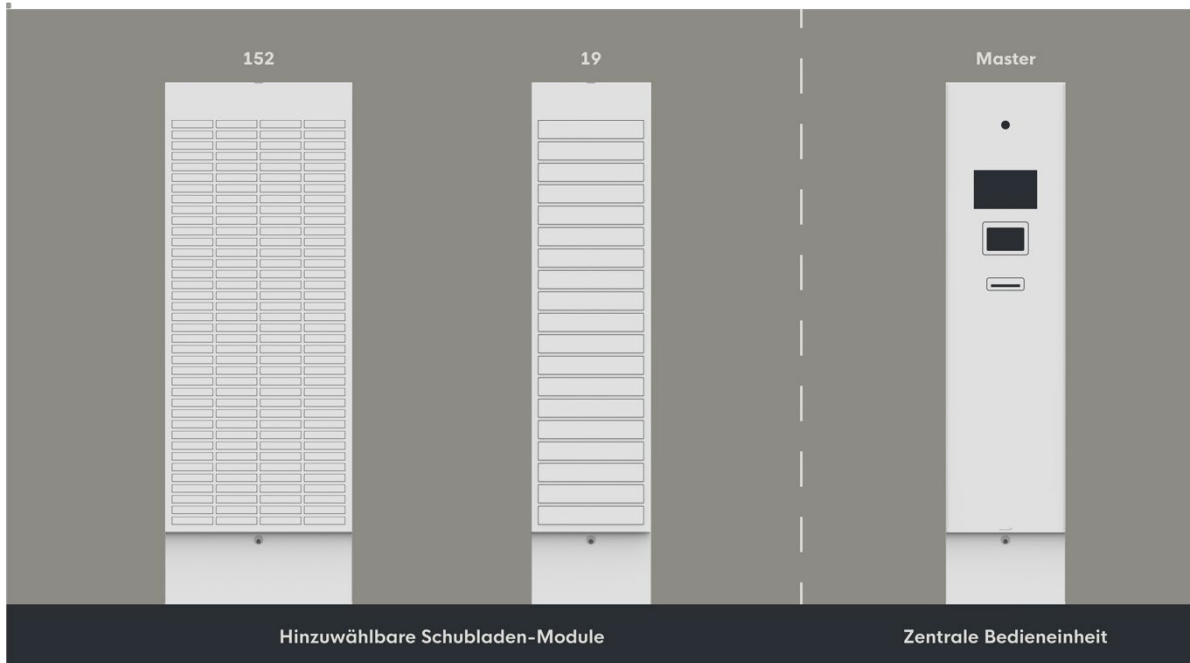 152
19
Master
Hinzuwählbare Schubladen-Module
Zentrale Bedieneinheit